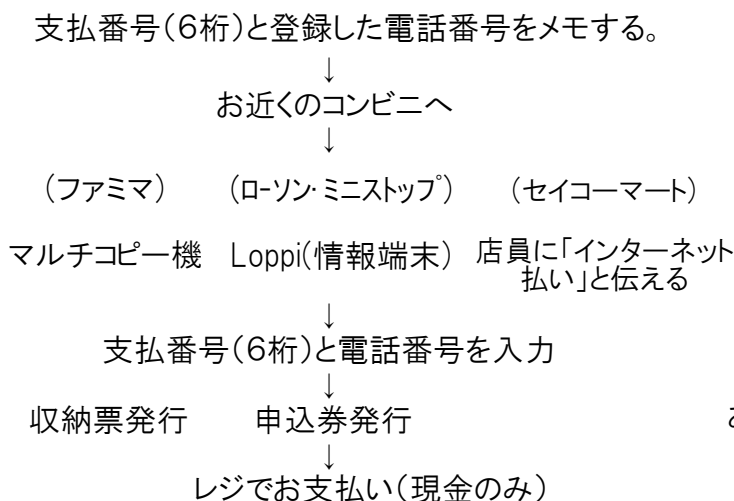 支払番号(6桁)と登録した電話番号をメモする。
↓
お近くのコンビニへ
↓
(ファミマ) (ローソン・ミニストップ) (セイコーマート)
マルチコピー機 Loppi(情報端末) 店員に「インターネット
払い」と伝える
↓
支払番号(6桁)と電話番号を入力
↓
収納票発行 申込券発行
↓
レジでお支払い(現金のみ)